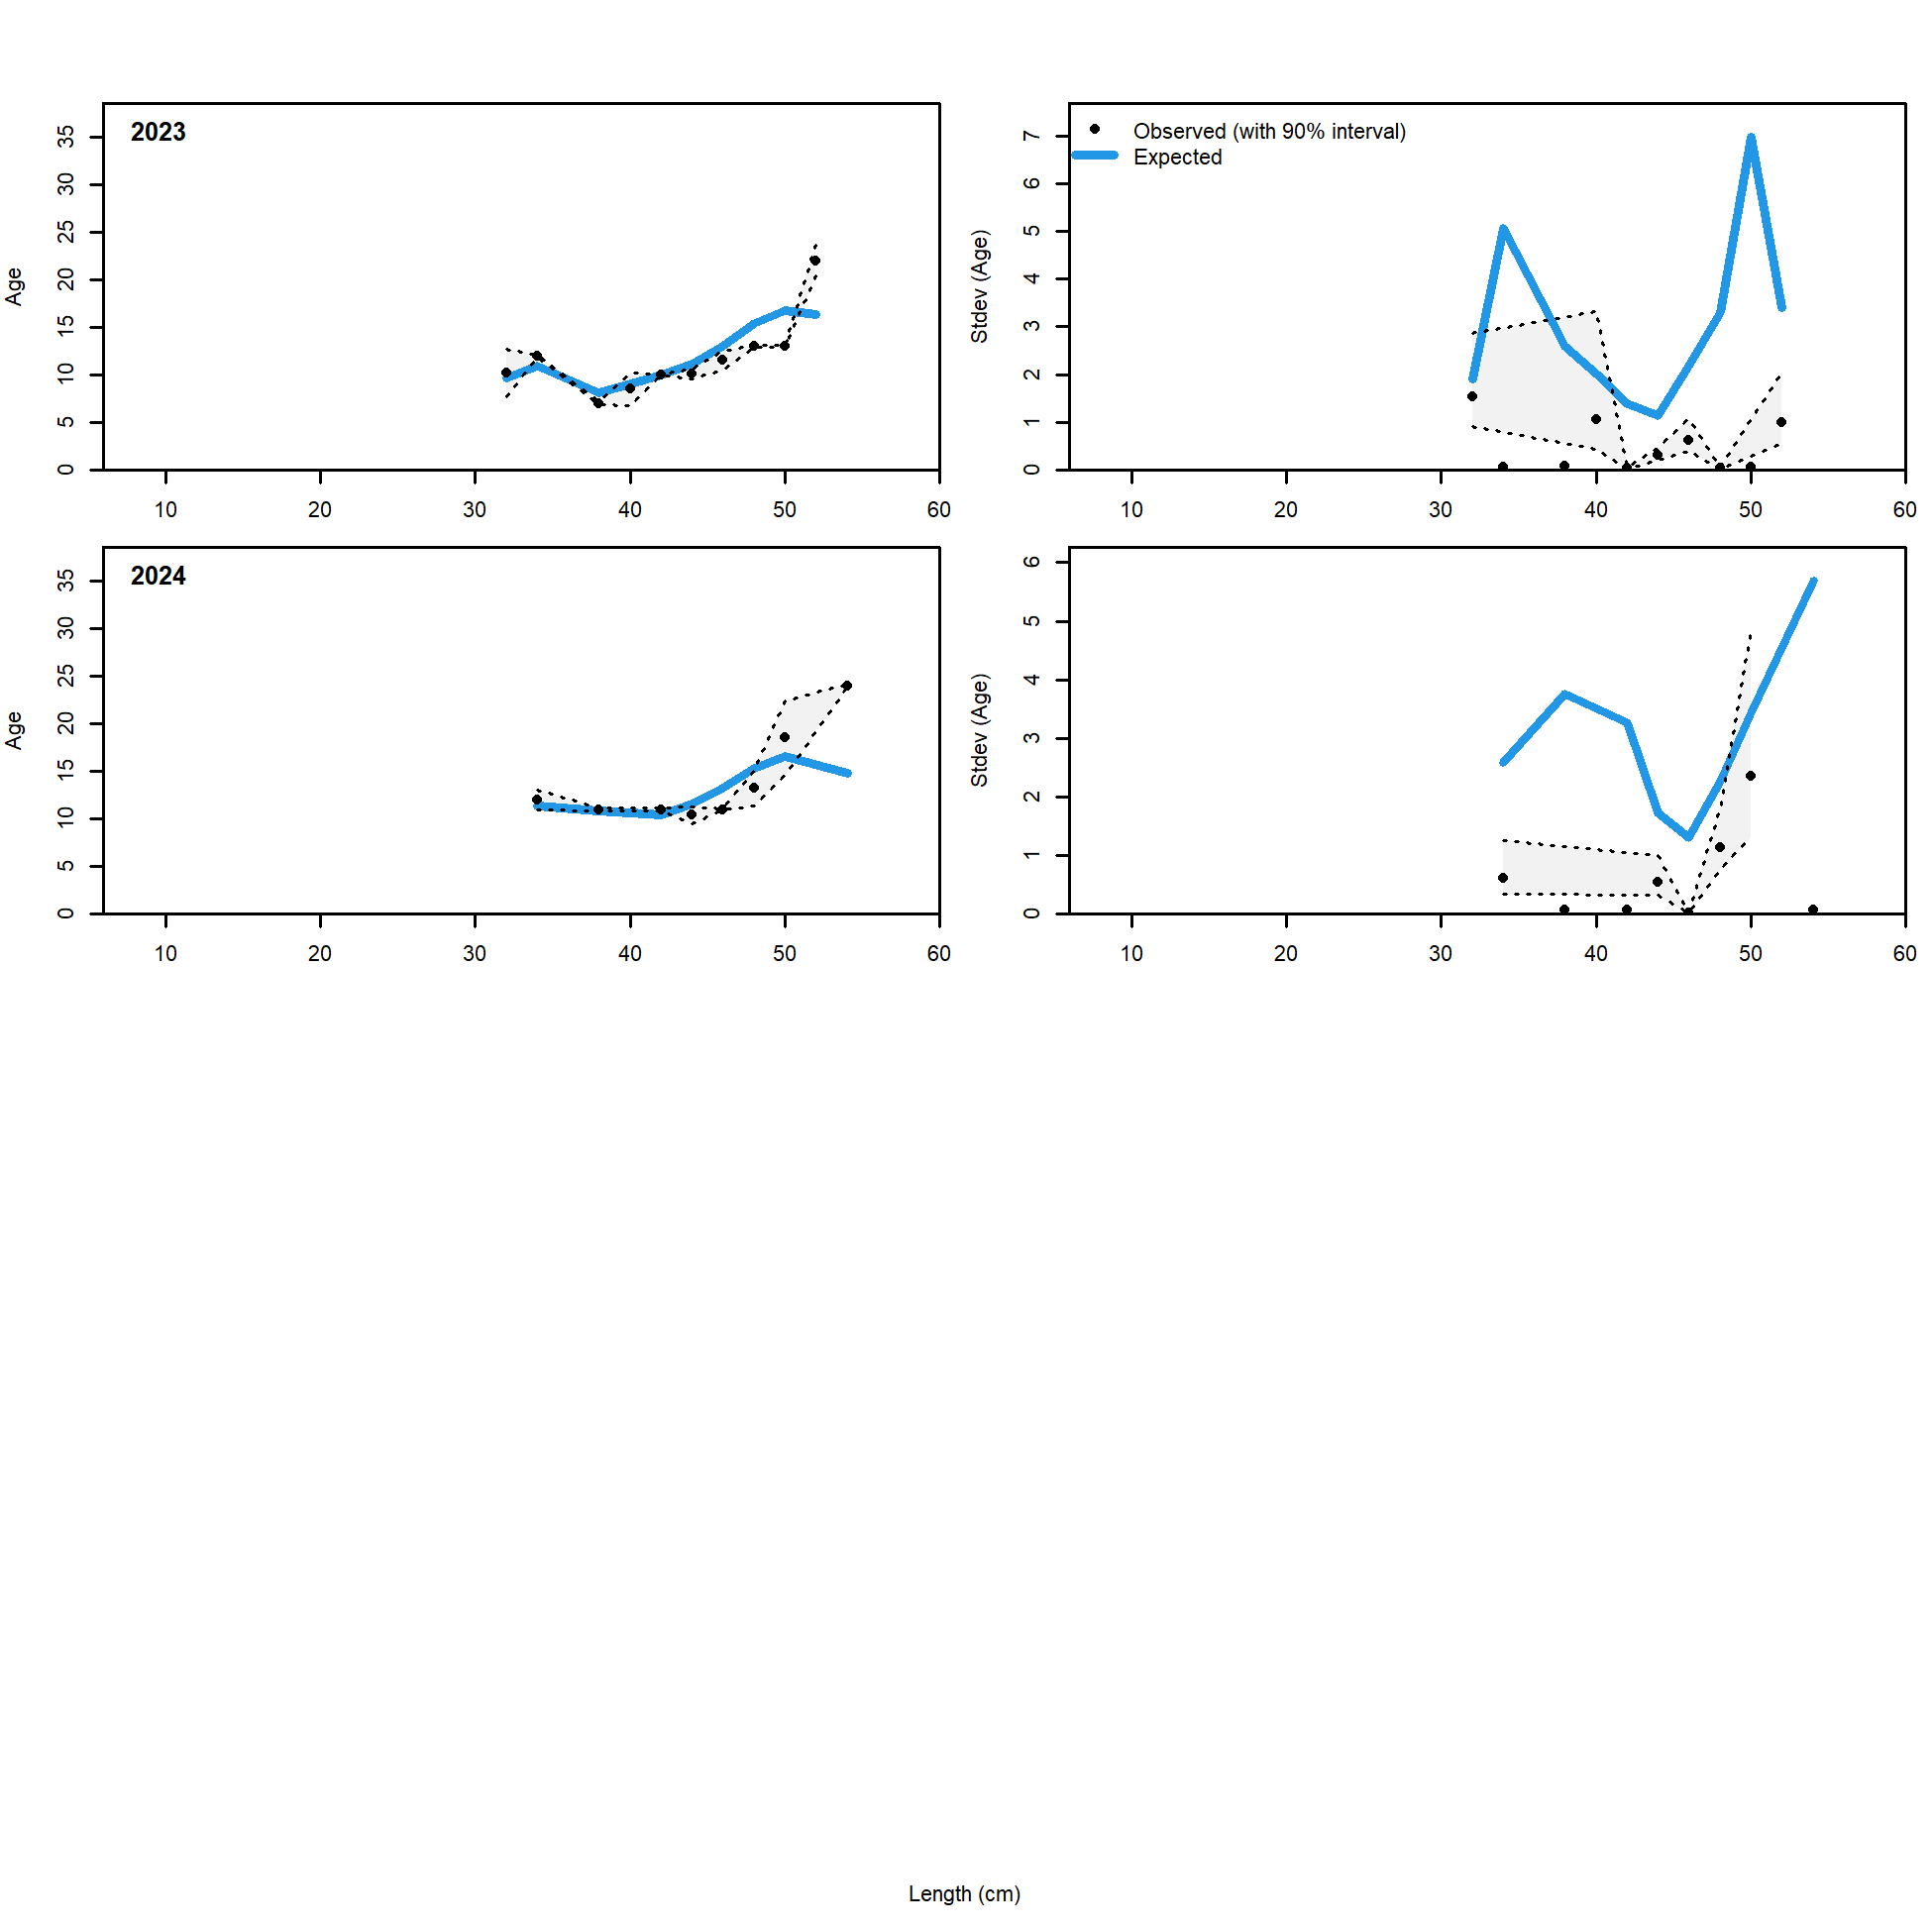 2023
Age
0 5 10 15 20 25 30 35
10 20 30 40 50 60
Observed (with 90% interval)
Expected
Stdev (Age)
0 1 2 3 4 5 6 7
10 20 30 40 50 60
2024
Age
0 5 10 15 20 25 30 35
10 20 30 40 50 60
Stdev (Age)
0 1 2 3 4 5 6
10 20 30 40 50 60
Length (cm)